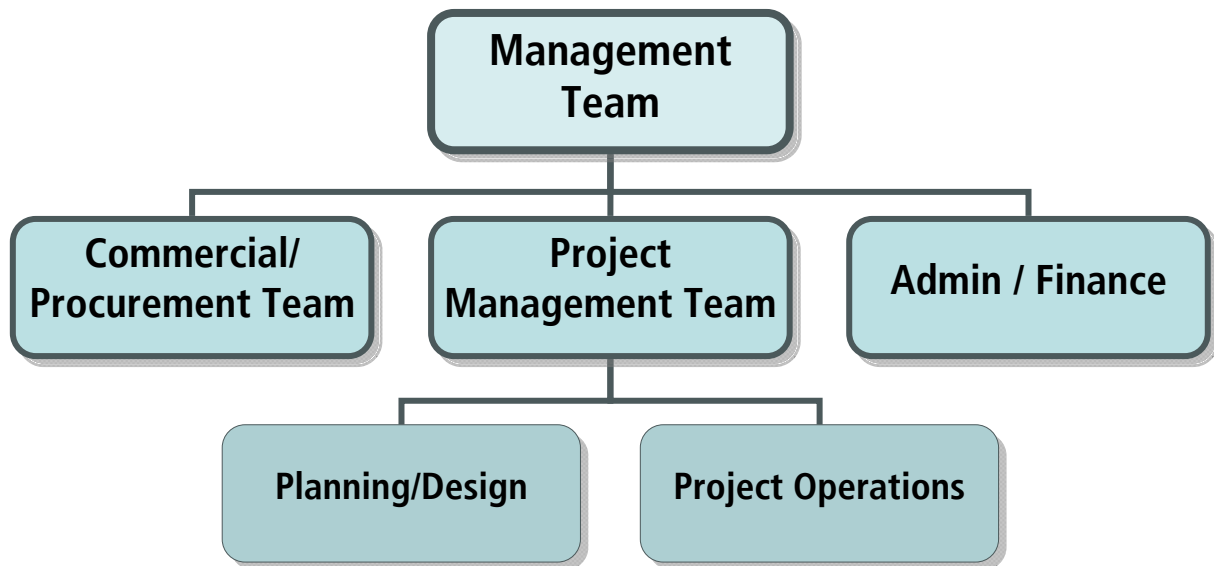 Management
Team
Commercial/
Procurement Team
Project
Management Team
Admin / Finance
Planning/Design
Project Operations